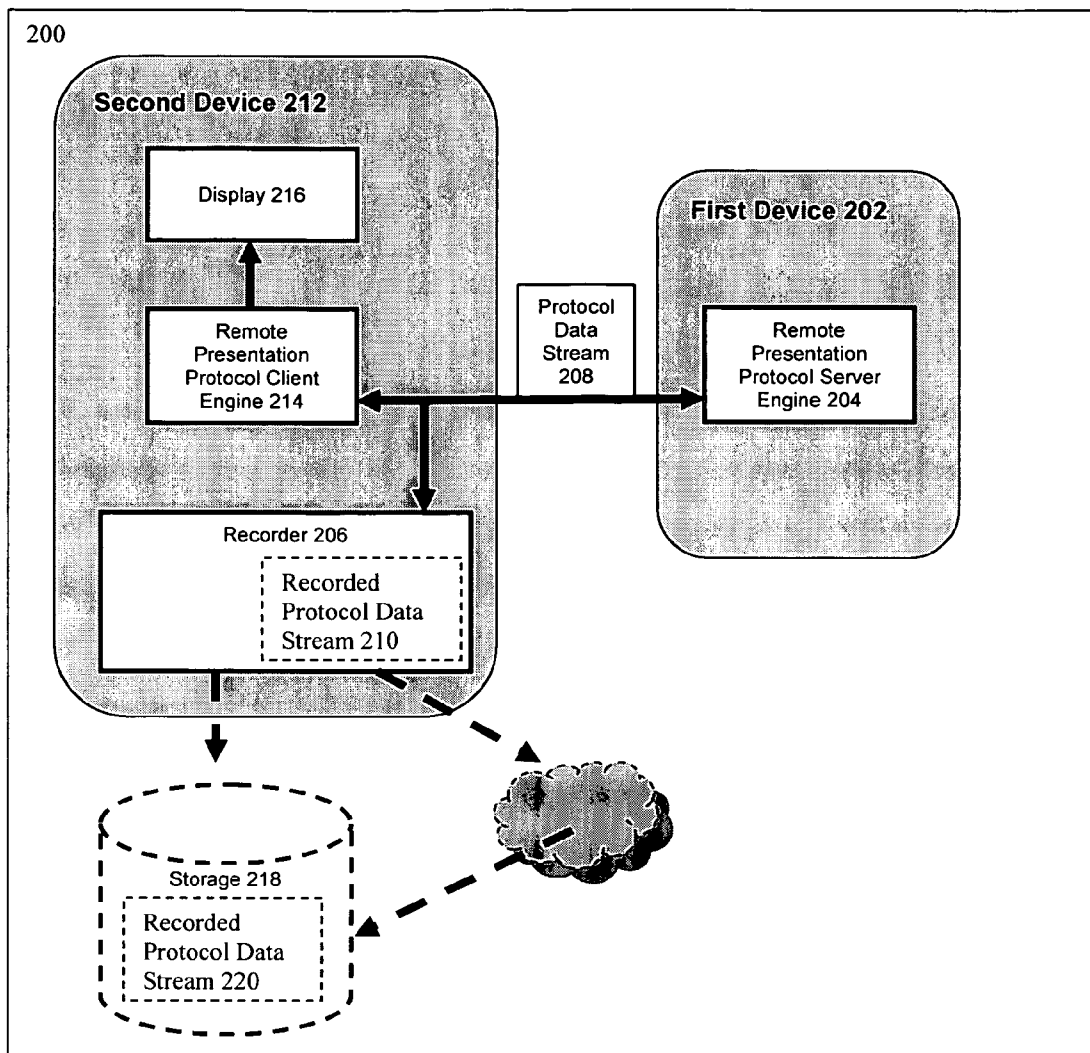 200
Second Device 212
Display 216
Remote
Presentation
Protocol Client
Engine 214
Protocol
Data
Stream
208
First Device 202
Remote
Presentation
Protocol Server
Engine 204
Recorder 206
Recorded
Protocol Data
Stream 210
Storage 218
Recorded
Protocol Data
Stream 220